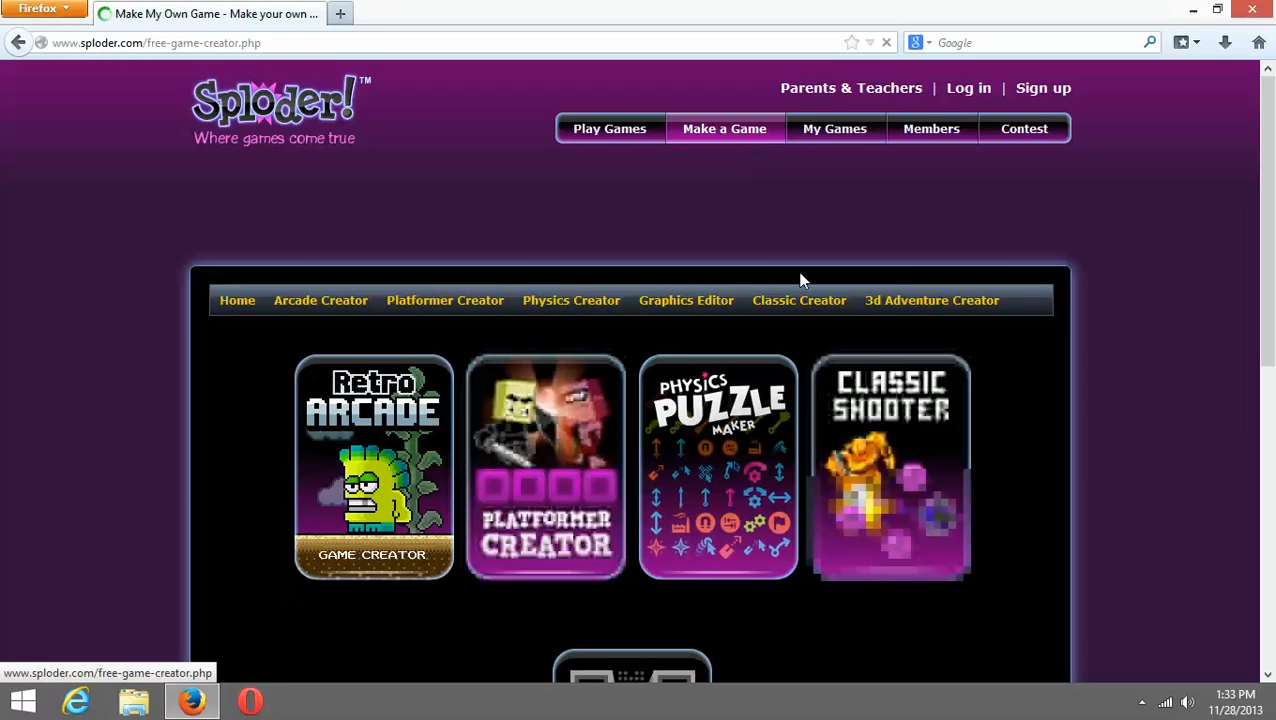 Firefox
Make My Own Game - Make your own ...
www.sploder.com/free-game-creator.php
Google
Sploder!™
Where games come true
Parents & Teachers | Log in | Sign up
Play Games Make a Game My Games Members Contest
Home Arcade Creator Platformer Creator Physics Creator Graphics Editor Classic Creator 3d Adventure Creator
Retro
ARCADE
GAME CREATOR
PLATFORMER
CREATOR
PHYSICS
PUZZLE
MAKER
CLASSIC
SHOOTER
www.sploder.com/free-game-creator.php
1:33 PM
11/28/2013